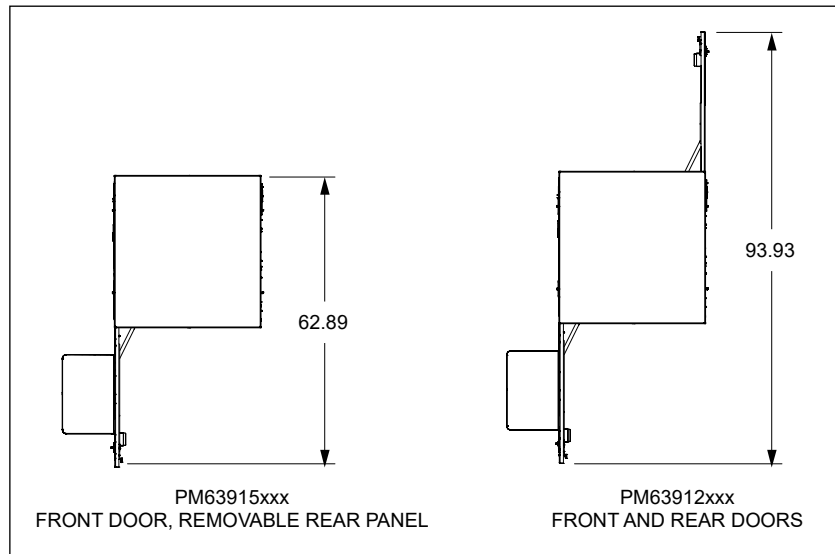 62.89
93.93
PM63915xxx
FRONT DOOR, REMOVABLE REAR PANEL
PM63912xxx
FRONT AND REAR DOORS